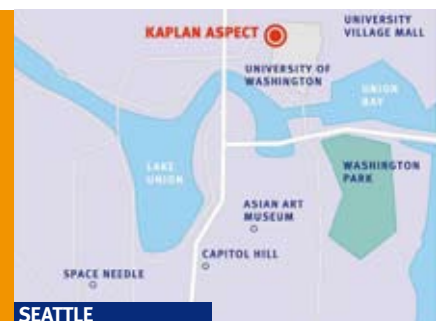 KAPLAN ASPECT
UNIVERSITY
VILLAGE MALL
UNIVERSITY OF
WASHINGTON
UNION
BAY
LAKE
UNION
WASHINGTON
PARK
ASIAN ART
MUSEUM
CAPITOL HILL
SPACE NEEDLE
SEATTLE